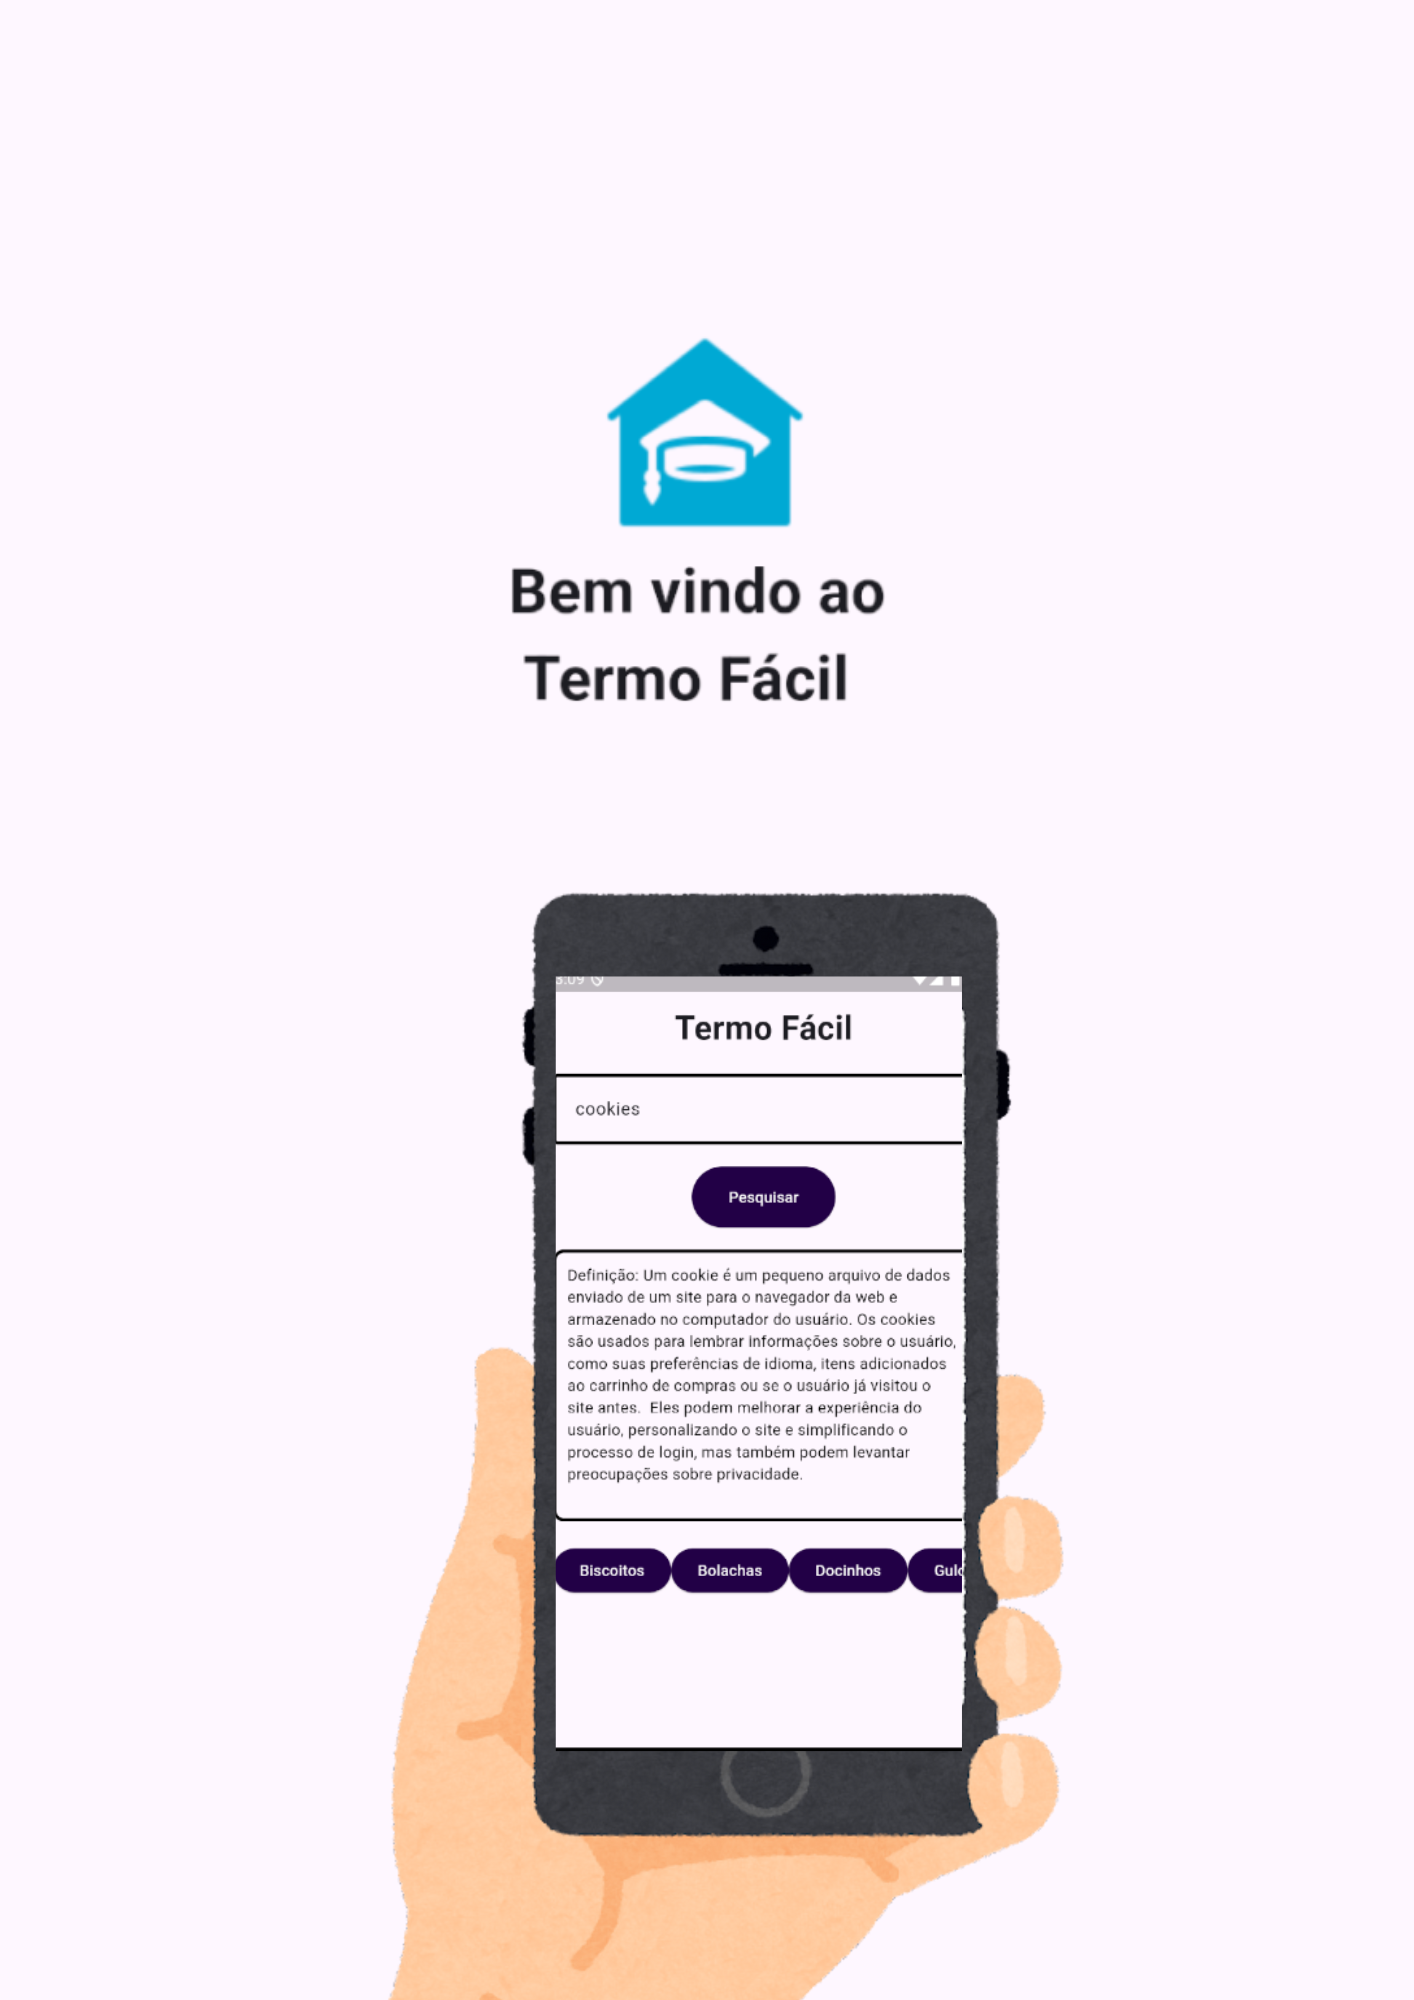 Bem vindo ao
Termo Fácil
Termo Fácil
cookies
Pesquisar
Definição: Um cookie é um pequeno arquivo de dados
enviado de um site para o navegador da web e
armazenado no computador do usuário. Os cookies
são usados para lembrar informações sobre o usuário,
como suas preferências de idioma, itens adicionados
ao carrinho de compras ou se o usuário já visitou o
site antes.  Eles podem melhorar a experiência do
usuário, personalizando o site e simplificando o
processo de login, mas também podem levantar
preocupações sobre privacidade.
Biscoitos Bolachas Docinhos